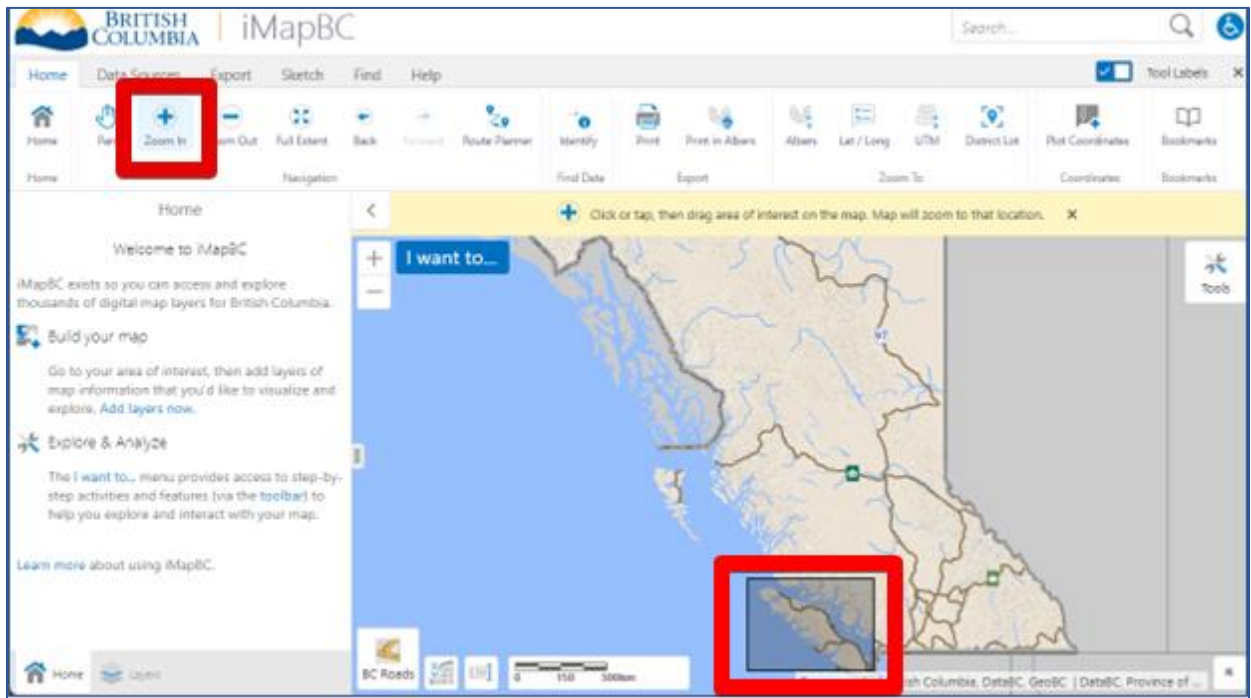 BRITISH
COLUMBIA
iMapBC
Search...
Home Data Sources Export Sketch Find Help
Tool Labels
Home Zoom In Full Extent Back Forward Route Planner Identify Print Print in Albers Albers Lat / Long UTM District List Plot Coordinates Bookmarks
Home Navigation Find Data Export Zoom To Coordinates Bookmarks
Home
Click or tap, then drag area of interest on the map. Map will zoom to that location.
Welcome to iMapBC
iMapBC exists so you can access and explore
thousands of digital map layers for British Columbia.
Build your map
Go to your area of interest, then add layers of
map information that you'd like to visualize and
explore. Add layers now.
Explore & Analyze
The I want to... menu provides access to step-by-
step activities and features (via the toolbar) to
help you explore and interact with your map.
Learn more about using iMapBC.
Home Layers
I want to...
Tools
97
BC Roads
0 150 300km
Columbia, DataBC, GeoBC | DataBC, Province of ...